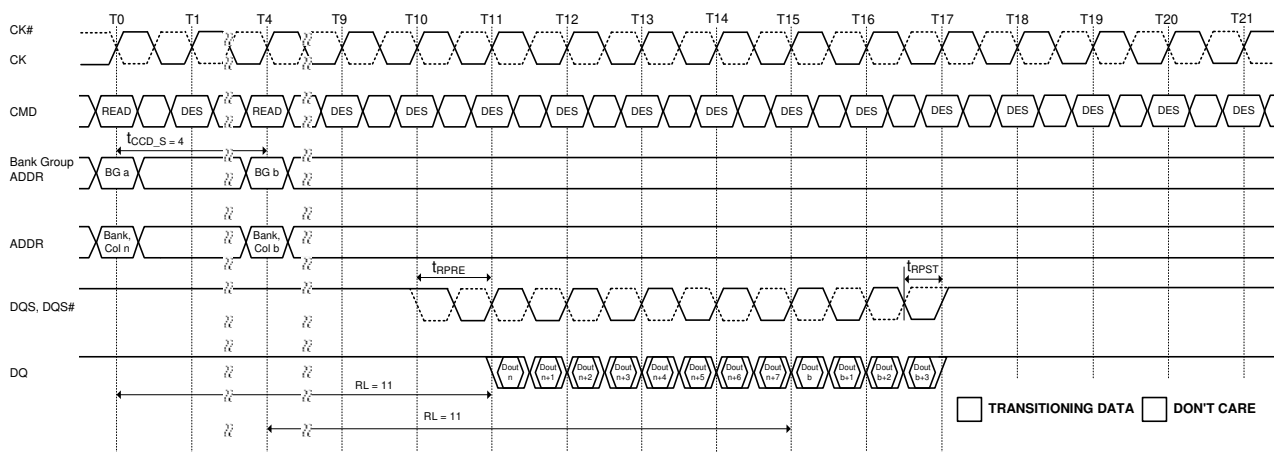 T0 T1 T4 T9 T10 T11 T12 T13 T14 T15 T16 T17 T18 T19 T20 T21
CK#
CK
CMD READ DES READ DES DES DES DES DES DES DES DES DES DES DES DES DES
tCCD_S = 4
Bank Group
ADDR
BG a BG b
ADDR
Bank,
Col n
Bank,
Col b
tRPRE tRPST
DQS, DQS#
DQ
Dout
n
Dout
n+1
Dout
n+2
Dout
n+3
Dout
n+4
Dout
n+5
Dout
n+6
Dout
n+7
Dout
b
Dout
b+1
Dout
b+2
Dout
b+3
RL = 11
RL = 11
TRANSITIONING DATA DON'T CARE